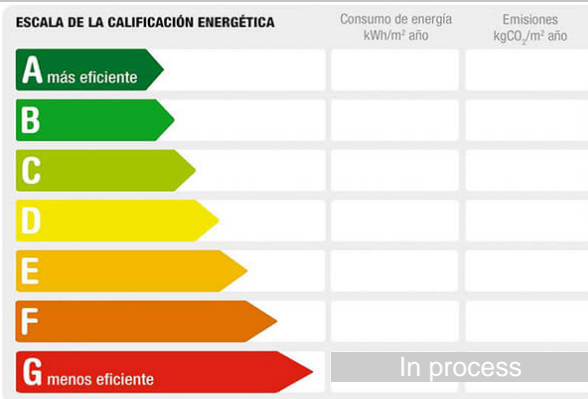 ESCALA DE LA CALIFICACIÓN ENERGÉTICA
Consumo de energía
kWh/m² año
Emisiones
kgCO₂/m² año
A más eficiente
B
C
D
E
F
G menos eficiente
In process